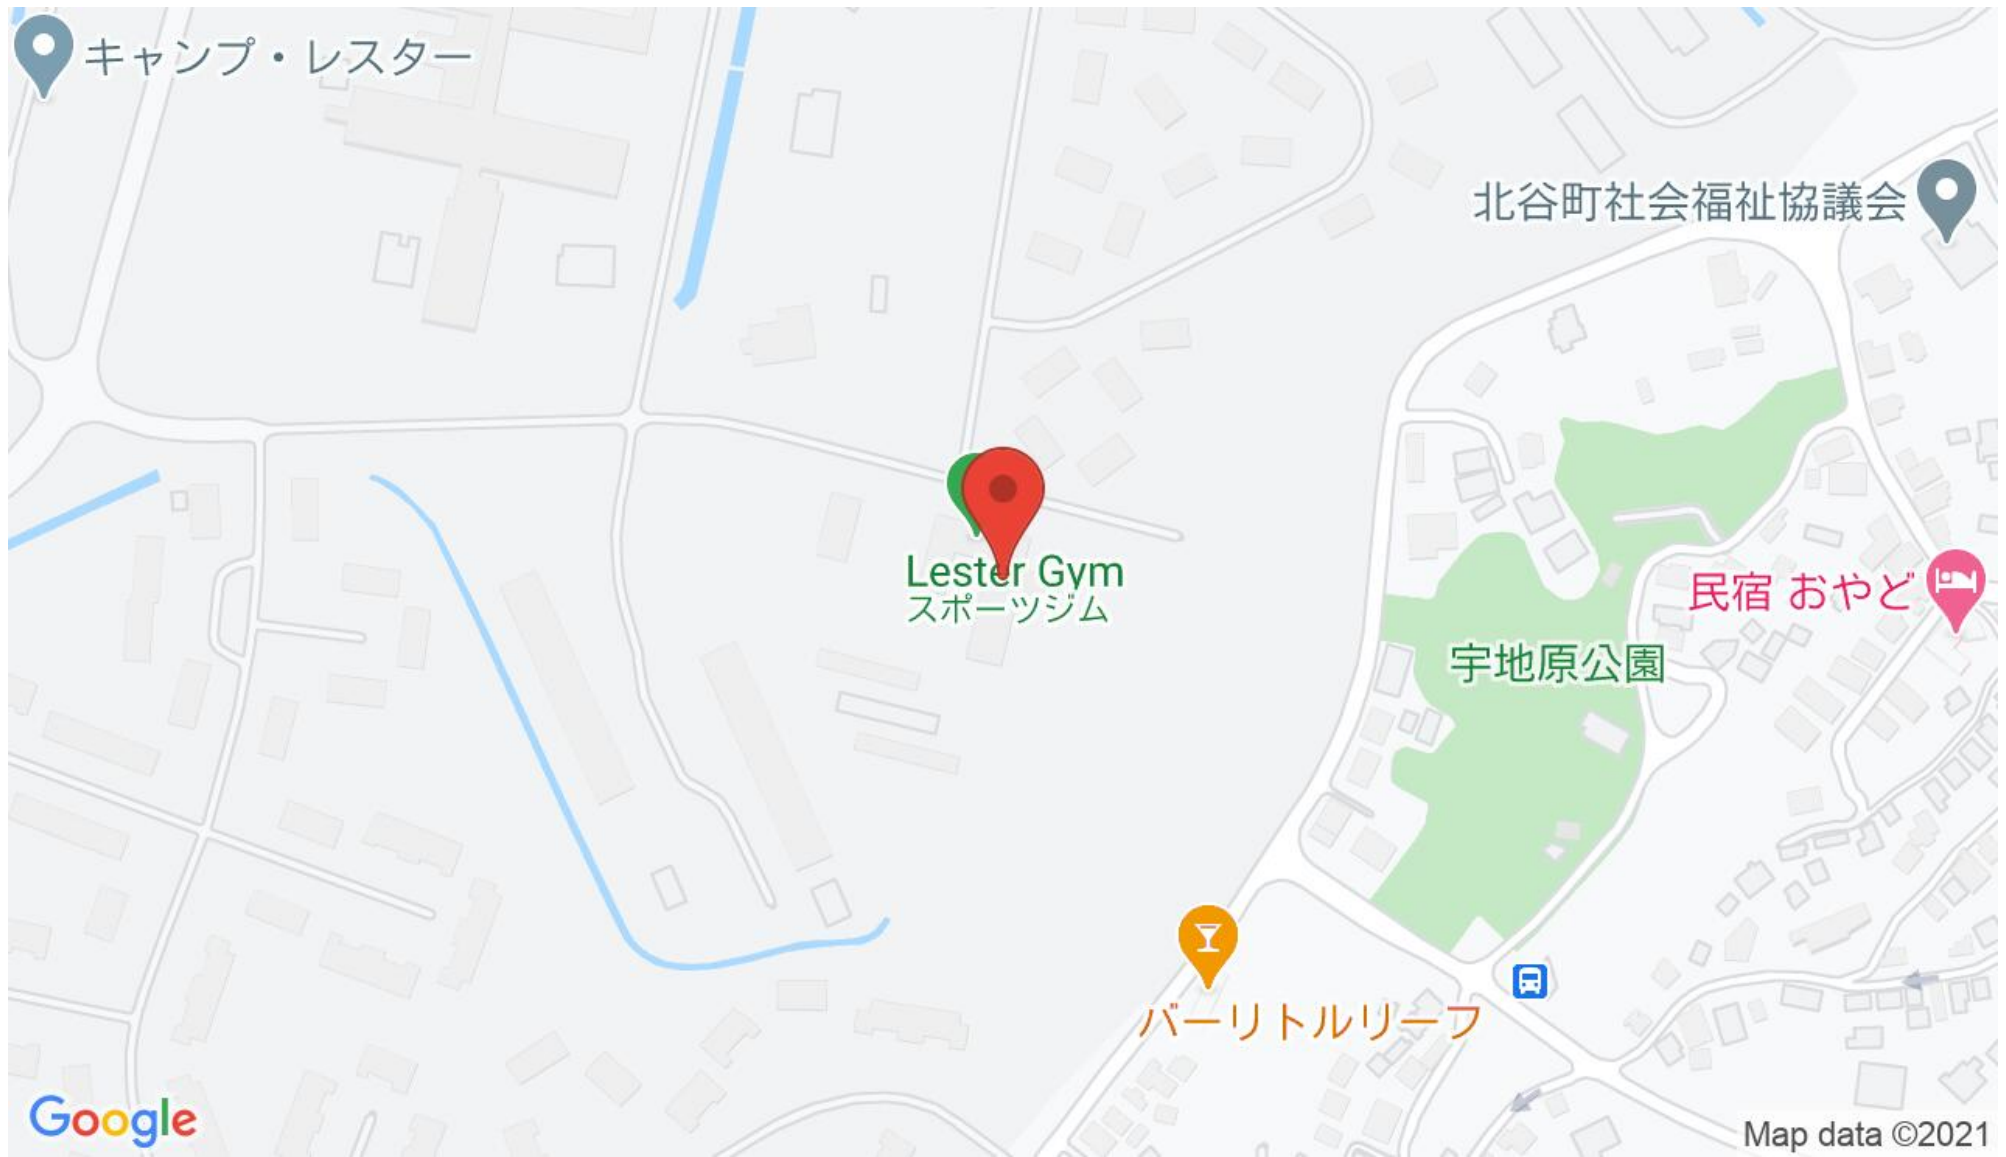 キャンプ・レスター
北谷町社会福祉協議会
Lester Gym
スポーツジム
民宿 おやど
宇地原公園
バーリトルリーフ
Google
Map data ©2021